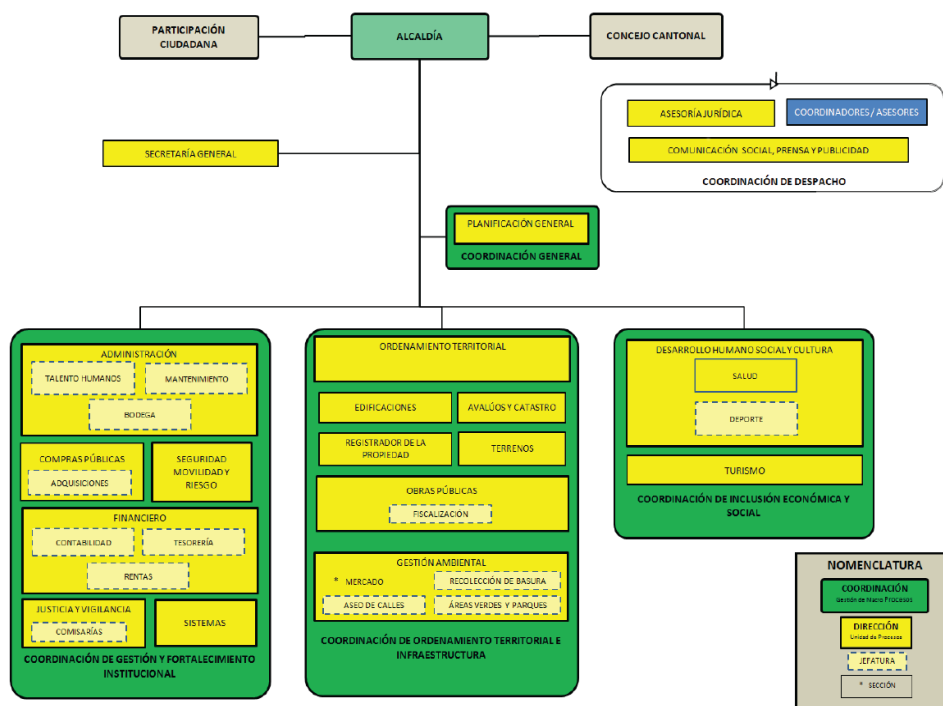 PARTICIPACIÓN
CIUDADANA
ALCALDÍA
CONCEJO CANTONAL
ASESORÍA JURÍDICA
COORDINADORES / ASESORES
COMUNICACIÓN SOCIAL, PRENSA Y PUBLICIDAD
COORDINACIÓN DE DESPACHO
SECRETARÍA GENERAL
PLANIFICACIÓN GENERAL
COORDINACIÓN GENERAL
ADMINISTRACIÓN
TALENTO HUMANOS
MANTENIMIENTO
BODEGA
COMPRAS PÚBLICAS
ADQUISICIONES
SEGURIDAD
MOVILIDAD Y
RIESGO
FINANCIERO
CONTABILIDAD
TESORERÍA
RENTAS
JUSTICIA Y VIGILANCIA
COMISARÍAS
SISTEMAS
COORDINACIÓN DE GESTIÓN Y FORTALECIMIENTO
INSTITUCIONAL
ORDENAMIENTO TERRITORIAL
EDIFICACIONES
AVALÚOS Y CATASTRO
REGISTRADOR DE LA
PROPIEDAD
TERRENOS
OBRAS PÚBLICAS
FISCALIZACIÓN
GESTIÓN AMBIENTAL
* MERCADO
RECOLECCIÓN DE BASURA
ASEO DE CALLES
ÁREAS VERDES Y PARQUES
COORDINACIÓN DE ORDENAMIENTO TERRITORIAL E
INFRAESTRUCTURA
DESARROLLO HUMANO SOCIAL Y CULTURA
SALUD
DEPORTE
TURISMO
COORDINACIÓN DE INCLUSIÓN ECONÓMICA Y
SOCIAL
NOMENCLATURA
COORDINACIÓN
Gestión de Macro Procesos
DIRECCIÓN
Unidad de Procesos
JEFATURA
* SECCIÓN